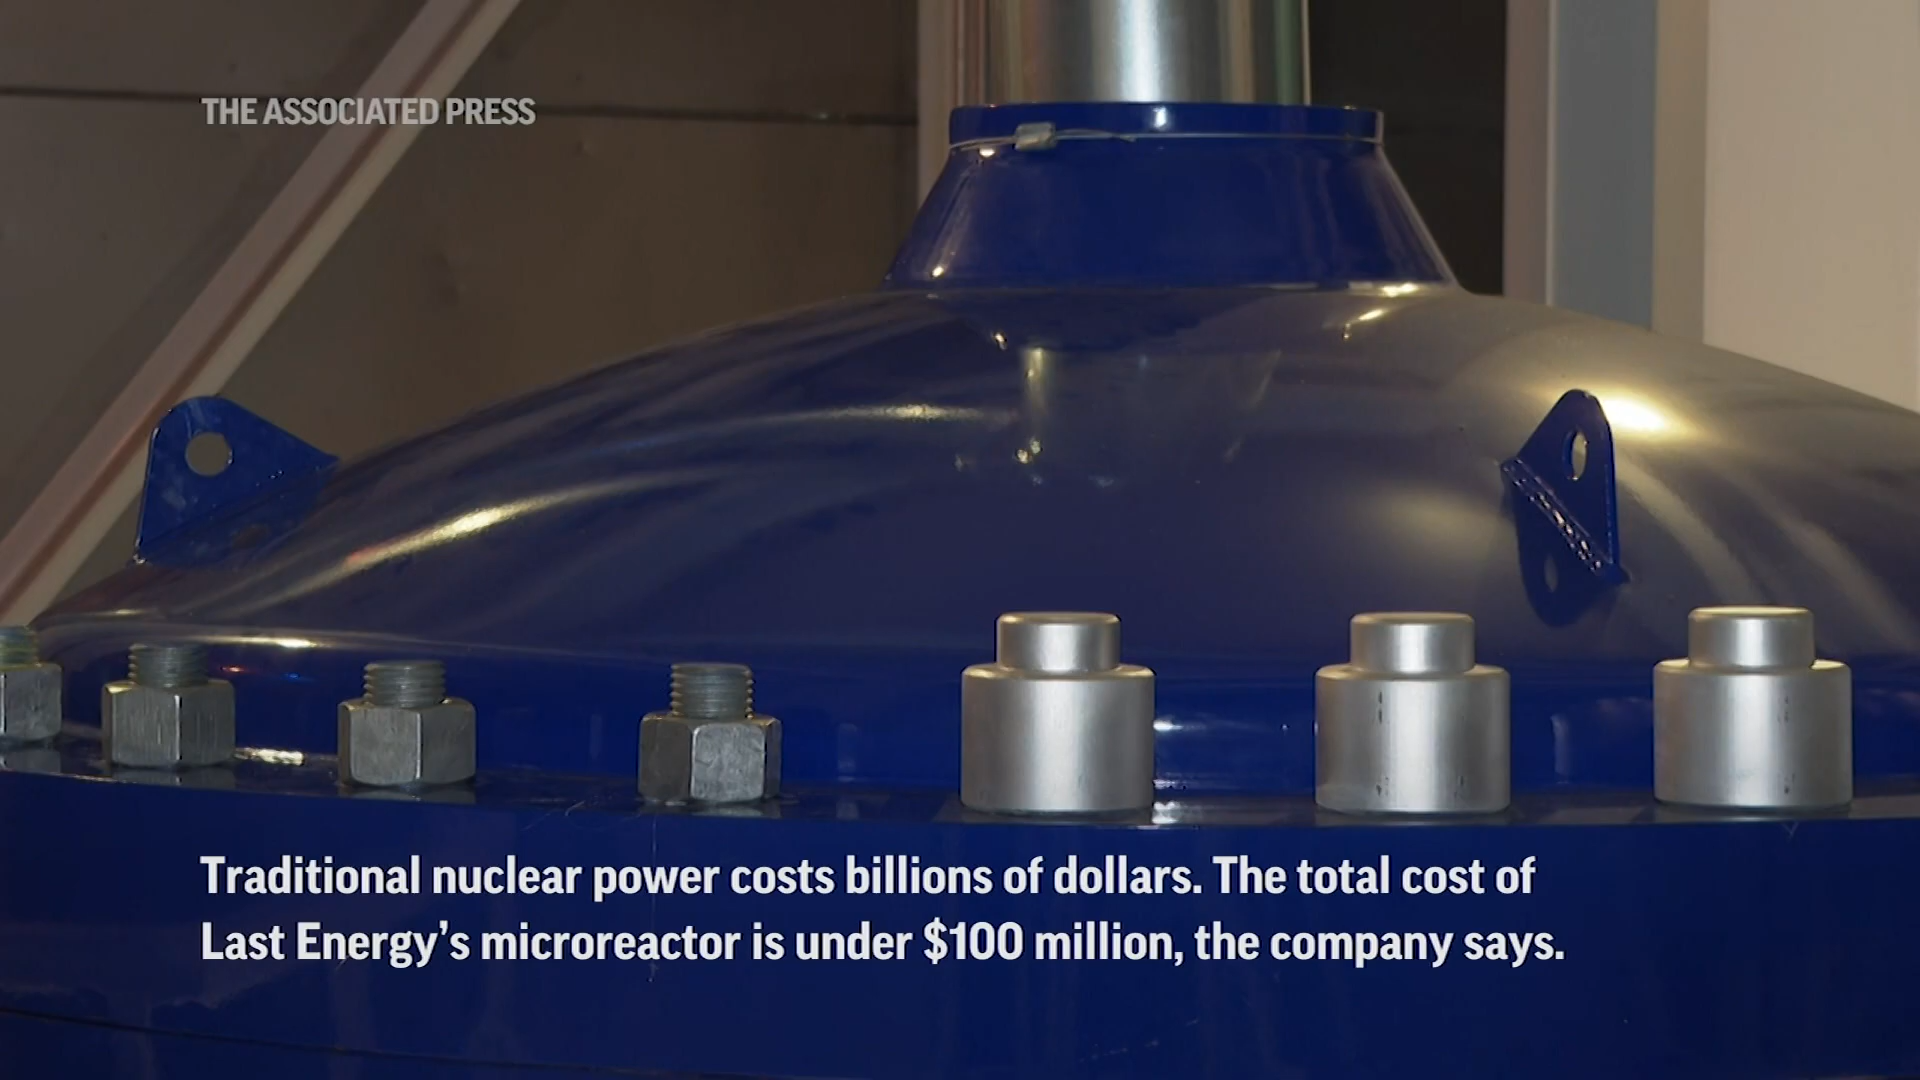 THE ASSOCIATED PRESS
Traditional nuclear power costs billions of dollars. The total cost of
Last Energy’s microreactor is under $100 million, the company says.